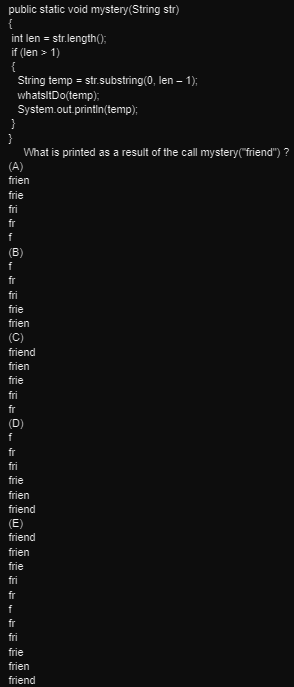 public static void mystery(String str)
{
int len = str.length();
if (len > 1)
{
String temp = str.substring(0, len – 1);
whatsItDo(temp);
System.out.println(temp);
}
}
What is printed as a result of the call mystery("friend") ?
(A)
frien
frie
fri
fr
f
(B)
f
fr
fri
frie
frien
(C)
friend
frien
frie
fri
fr
(D)
f
fr
fri
frie
frien
friend
(E)
friend
frien
frie
fri
fr
f
fr
fri
frie
frien
friend